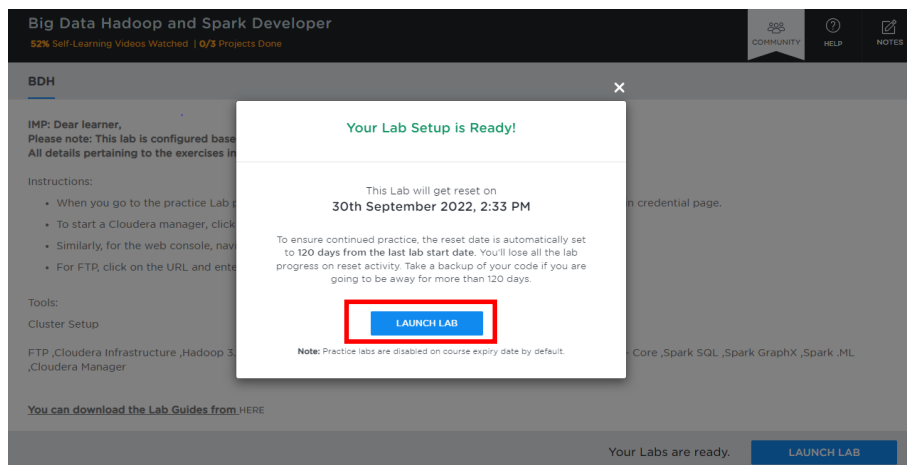 Big Data Hadoop and Spark Developer
52% Self-Learning Videos Watched | 0/3 Projects Done
COMMUNITY
HELP
NOTES
BDH
IMP: Dear learner,
Please note: This lab is configured base
All details pertaining to the exercises in
Instructions:
• When you go to the practice Lab p
n credential page.
• To start a Cloudera manager, click
• Similarly, for the web console, navi
• For FTP, click on the URL and ente
Tools:
Cluster Setup
FTP ,Cloudera Infrastructure ,Hadoop 3.
- Core ,Spark SQL ,Spark GraphX ,Spark .ML
,Cloudera Manager
You can download the Lab Guides from HERE
Your Lab Setup is Ready!
This Lab will get reset on
30th September 2022, 2:33 PM
To ensure continued practice, the reset date is automatically set
to 120 days from the last lab start date. You'll lose all the lab
progress on reset activity. Take a backup of your code if you are
going to be away for more than 120 days.
LAUNCH LAB
Note: Practice labs are disabled on course expiry date by default.
Your Labs are ready.
LAUNCH LAB